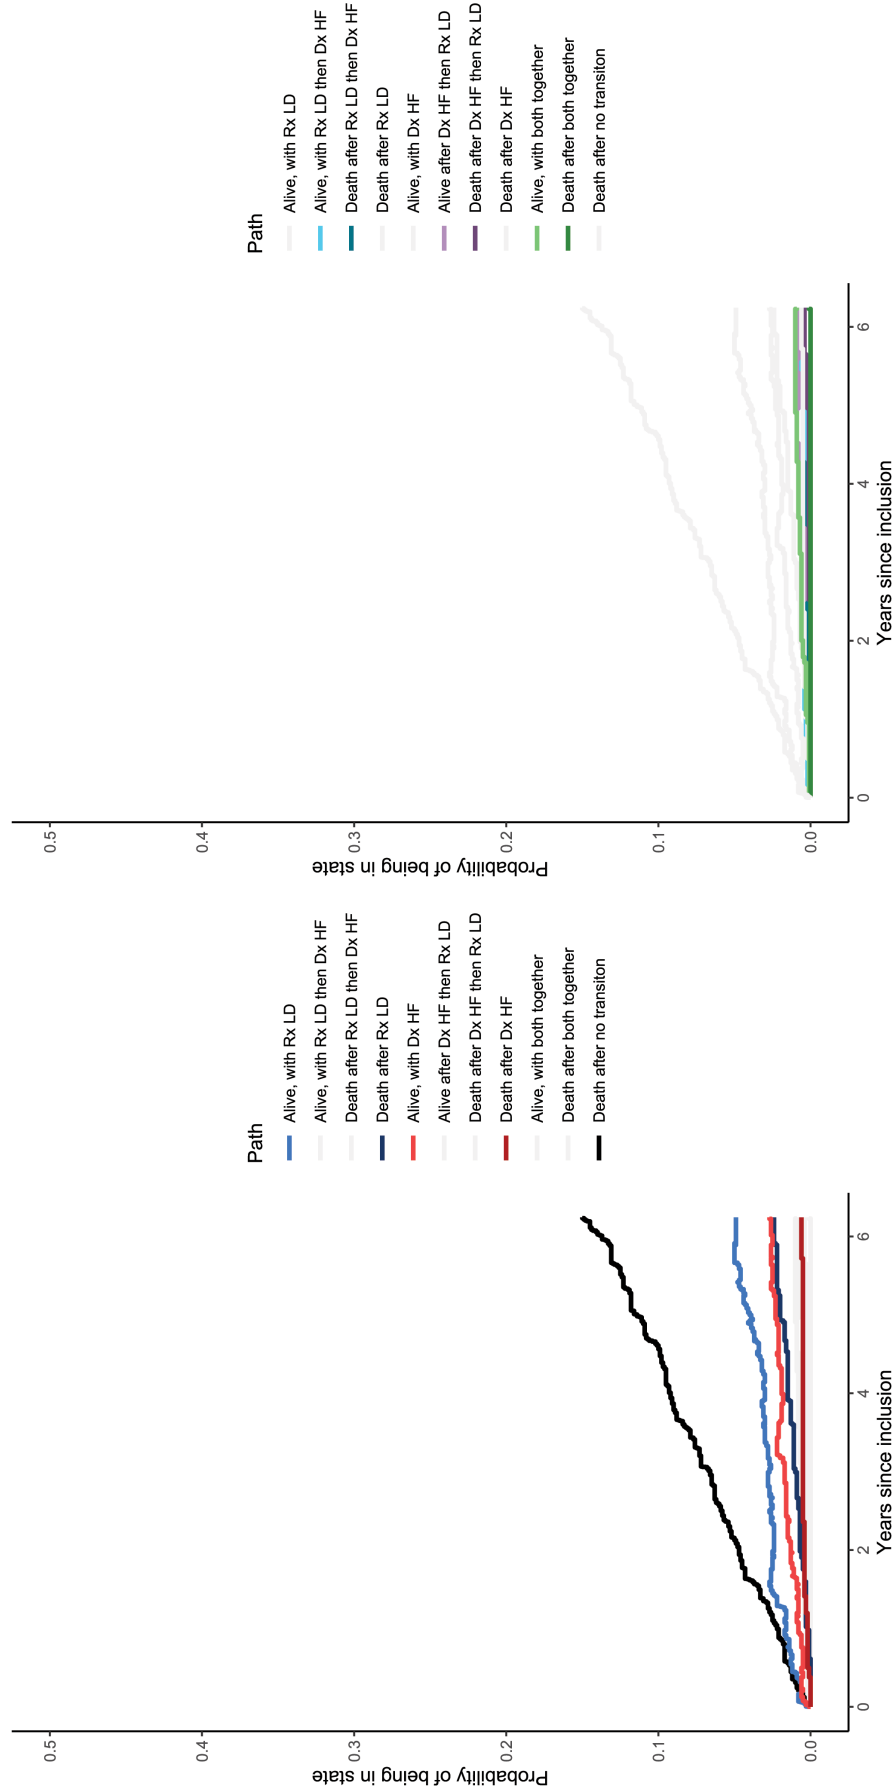 Probability of being in state
0.5
0.4
0.3
0.2
0.1
0.0
0
2
4
6
Years since inclusion
Path
Alive, with Rx LD
Alive, with Rx LD then Dx HF
Death after Rx LD then Dx HF
Death after Rx LD
Alive, with Dx HF
Alive after Dx HF then Rx LD
Death after Dx HF then Rx LD
Death after Dx HF
Alive, with both together
Death after both together
Death after no transiton
Probability of being in state
0.5
0.4
0.3
0.2
0.1
0.0
0
2
4
6
Years since inclusion
Path
Alive, with Rx LD
Alive, with Rx LD then Dx HF
Death after Rx LD then Dx HF
Death after Rx LD
Alive, with Dx HF
Alive after Dx HF then Rx LD
Death after Dx HF then Rx LD
Death after Dx HF
Alive, with both together
Death after both together
Death after no transiton